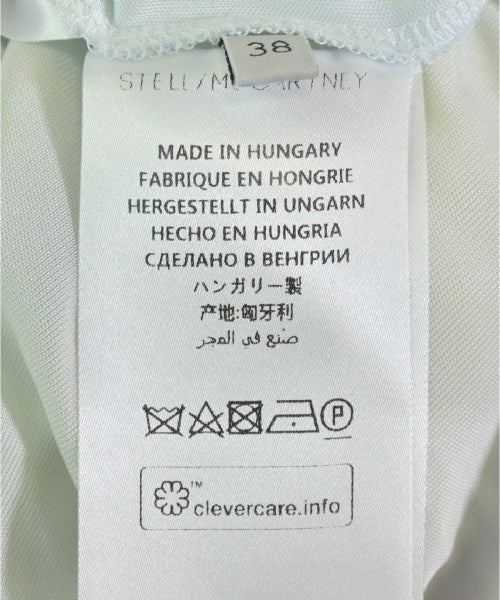 38
STELLA McCARTNEY
MADE IN HUNGARY
FABRIQUE EN HONGRIE
HERGESTELLT IN UNGARN
HECHO EN HUNGRIA
СДЕЛАНО В ВЕНГРИИ
ハンガリー製
产地:匈牙利
صنع في المجر
P
™
clevercare.info